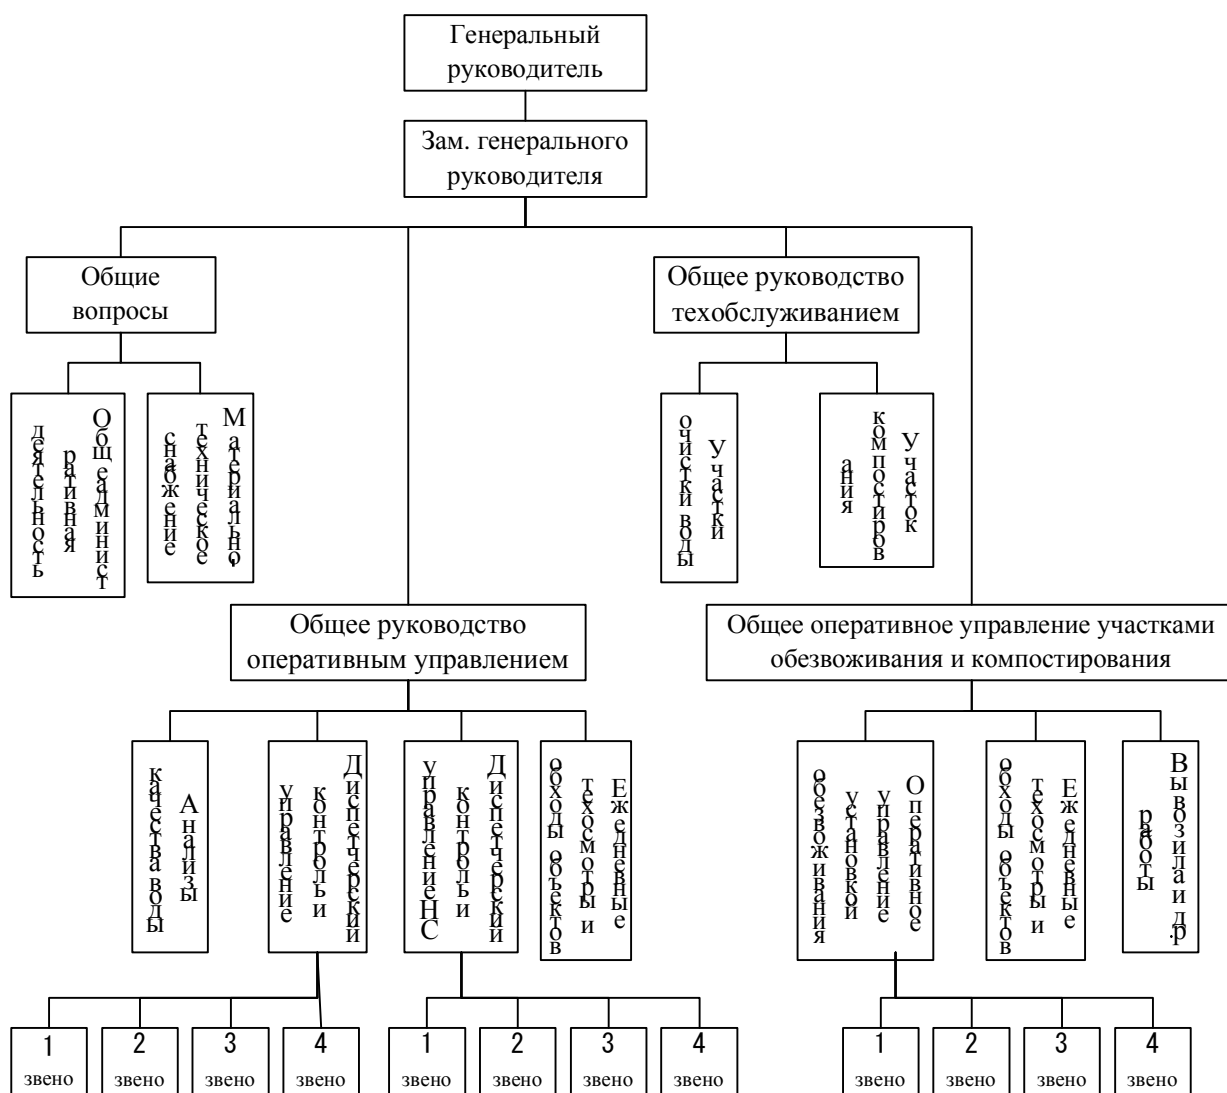 Генеральный
руководитель
Зам. генерального
руководителя
Общие
вопросы
Общее руководство
техобслуживанием
Общеадминист
ративная
деятельность
Материально-
техническое
снабжение
Участки
очистки воды
Участок
компостиров
ания
Общее руководство
оперативным управлением
Общее оперативное управление участками
обезвоживания и компостирования
Анализы
качества воды
Диспетчерский
контроль и
управление
Диспетчерский
контроль и
управление НС
Ежедневные
техосмотры и
обходы объектов
Оперативное
управление
установкой
обезвоживания
Ежедневные
техосмотры и
обходы объектов
Вывоз ила и др.
работы
1
звено
2
звено
3
звено
4
звено
1
звено
2
звено
3
звено
4
звено
1
звено
2
звено
3
звено
4
звено